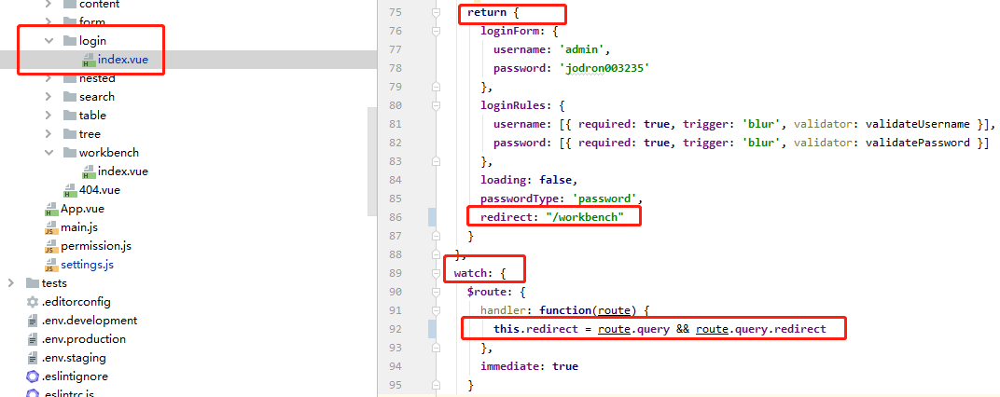 content
form
login
index.vue
nested
search
table
tree
workbench
index.vue
404.vue
App.vue
main.js
permission.js
settings.js
tests
.editorconfig
.env.development
.env.production
.env.staging
.eslintignore
.eslintrc.js
75 return {
76 loginForm: {
77 username: 'admin',
78 password: 'jodron003235'
79 },
80 loginRules: {
81 username: [{ required: true, trigger: 'blur', validator: validateUsername }],
82 password: [{ required: true, trigger: 'blur', validator: validatePassword }]
83 },
84 loading: false,
85 passwordType: 'password',
86 redirect: "/workbench"
87 }
88 },
89 watch: {
90 $route: {
91 handler: function(route) {
92 this.redirect = route.query && route.query.redirect
93 },
94 immediate: true
95 }